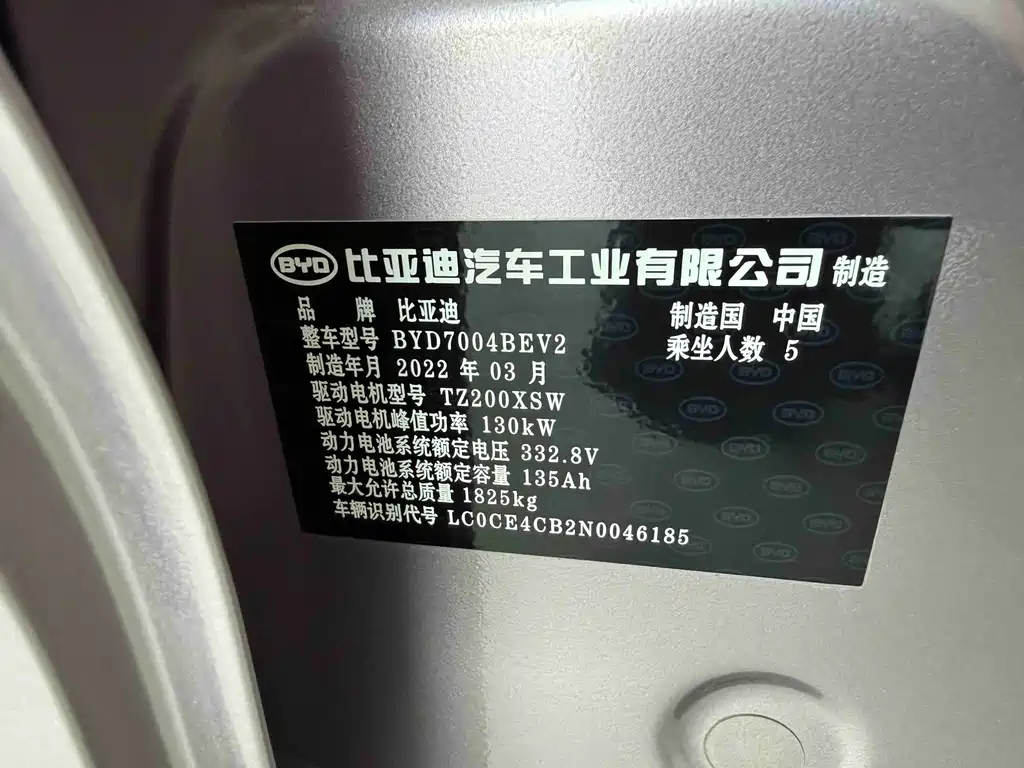 BYD 比亚迪汽车工业有限公司 制造
品 牌 比亚迪 制造国 中国
整车型号 BYD7004BEV2 乘坐人数 5
制造年月 2022 年 03 月
驱动电机型号 TZ200XSW
驱动电机峰值功率 130kW
动力电池系统额定电压 332.8V
动力电池系统额定容量 135Ah
最大允许总质量 1825kg
车辆识别代号 LC0CE4CB2N0046185